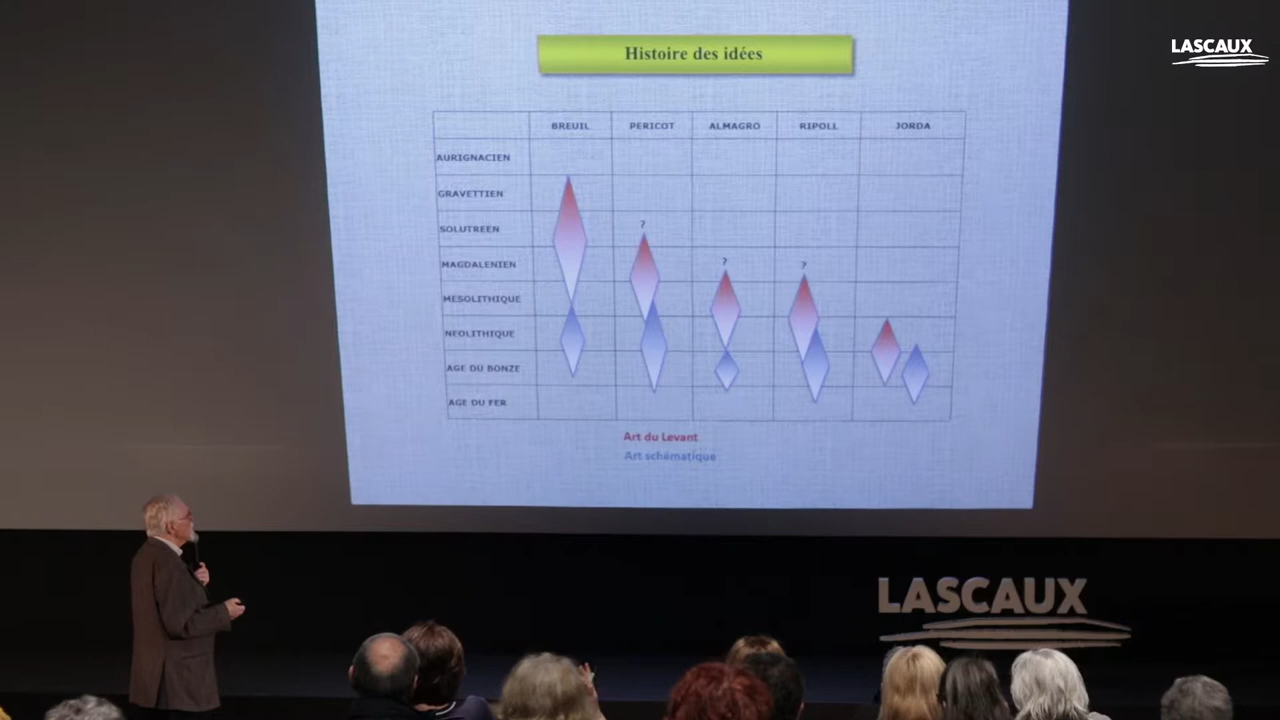 LASCAUX
Histoire des idées
BREUIL PERICOT ALMAGRO RIPOLL JORDA
AURIGNACIEN
GRAVETTIEN
SOLUTREEN
?
MAGDALENIEN ? ?
MESOLITHIQUE
NEOLITHIQUE
AGE DU BONZE
AGE DU FER
Art du Levant
Art schématique
LASCAUX